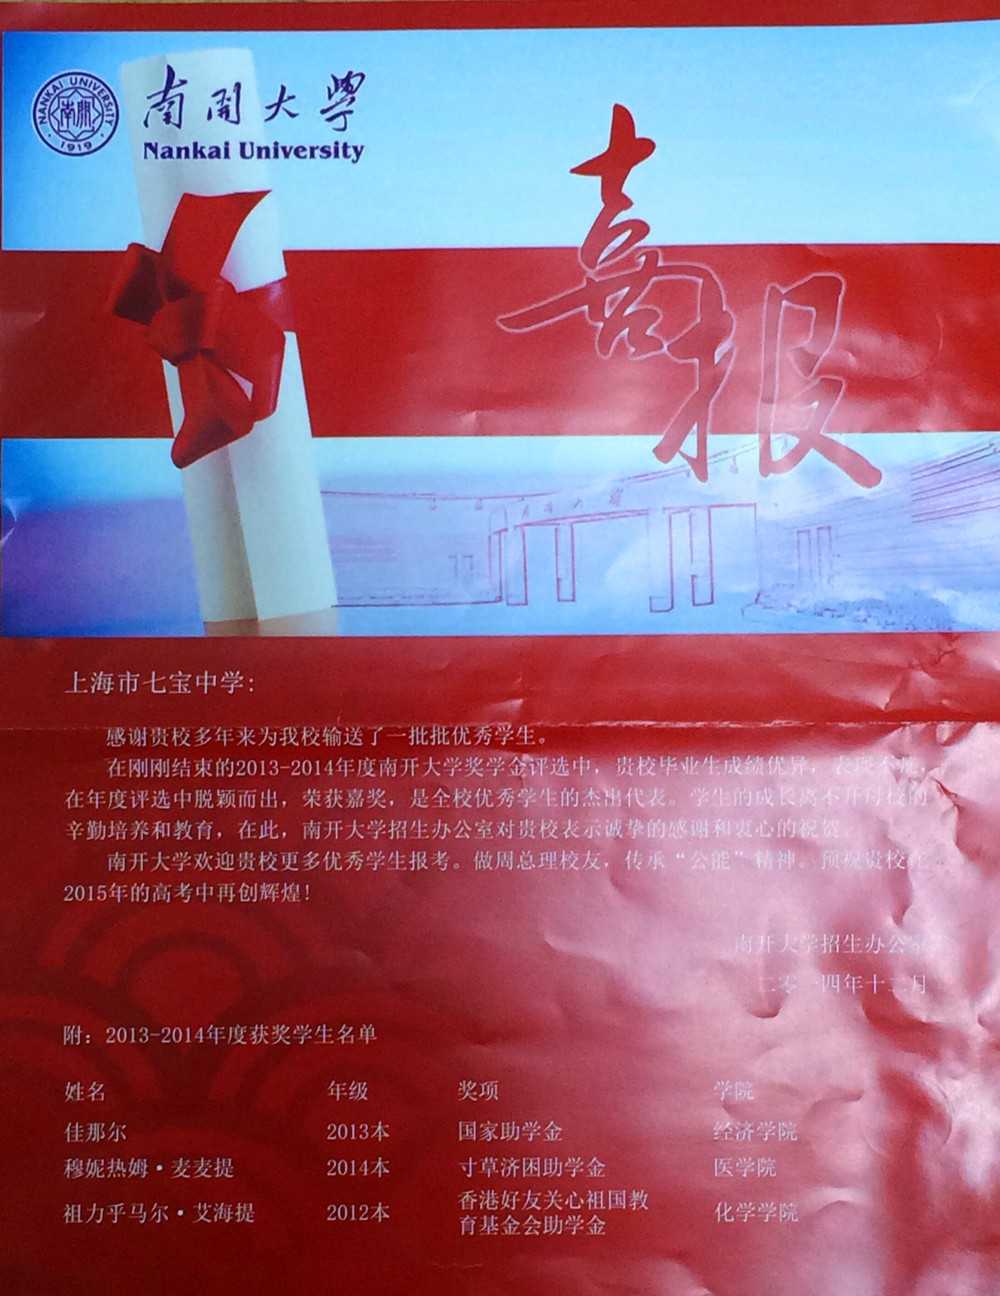 NANKAI UNIVERSITY
南開
1919
南開大學
Nankai University
喜报
上海市七宝中学:
感谢贵校多年来为我校输送了一批批优秀学生。
在刚刚结束的2013-2014年度南开大学奖学金评选中，贵校毕业生成绩优异，表现不凡，
在年度评选中脱颖而出，荣获嘉奖，是全校优秀学生的杰出代表。学生的成长离不开母校的
辛勤培养和教育，在此，南开大学招生办公室对贵校表示诚挚的感谢和衷心的祝贺。
南开大学欢迎贵校更多优秀学生报考。做周总理校友，传承“公能”精神。预祝贵校在
2015年的高考中再创辉煌!
南开大学招生办公室
二零一四年十二月
附：2013-2014年度获奖学生名单
姓名 年级 奖项 学院
佳那尔 2013本 国家助学金 经济学院
穆妮热姆·麦麦提 2014本 寸草济困助学金 医学院
祖力乎马尔·艾海提 2012本 香港好友关心祖国教 化学学院
育基金会助学金